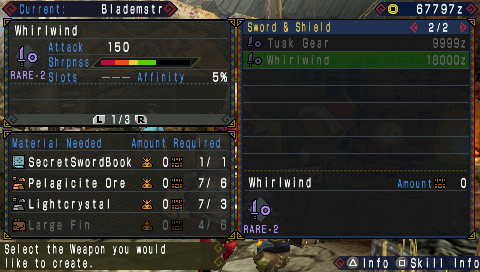 Current: Blademstr
67797z
Whirlwind
Attack 150
Shrpnss
RARE-2
Slots --- Affinity 5%
L 1/3 R
Sword & Shield 2/2
Tusk Gear 9999z
Whirlwind 18000z
Material Needed Amount Required
SecretSwordBook 0 1/ 1
Pelagicite Ore 0 7/ 6
Lightcrystal 0 7/ 3
Large Fin 0 4/ 6
Whirlwind Amount 0
RARE-2
Select the Weapon you would
like to create.
Info Skill Info